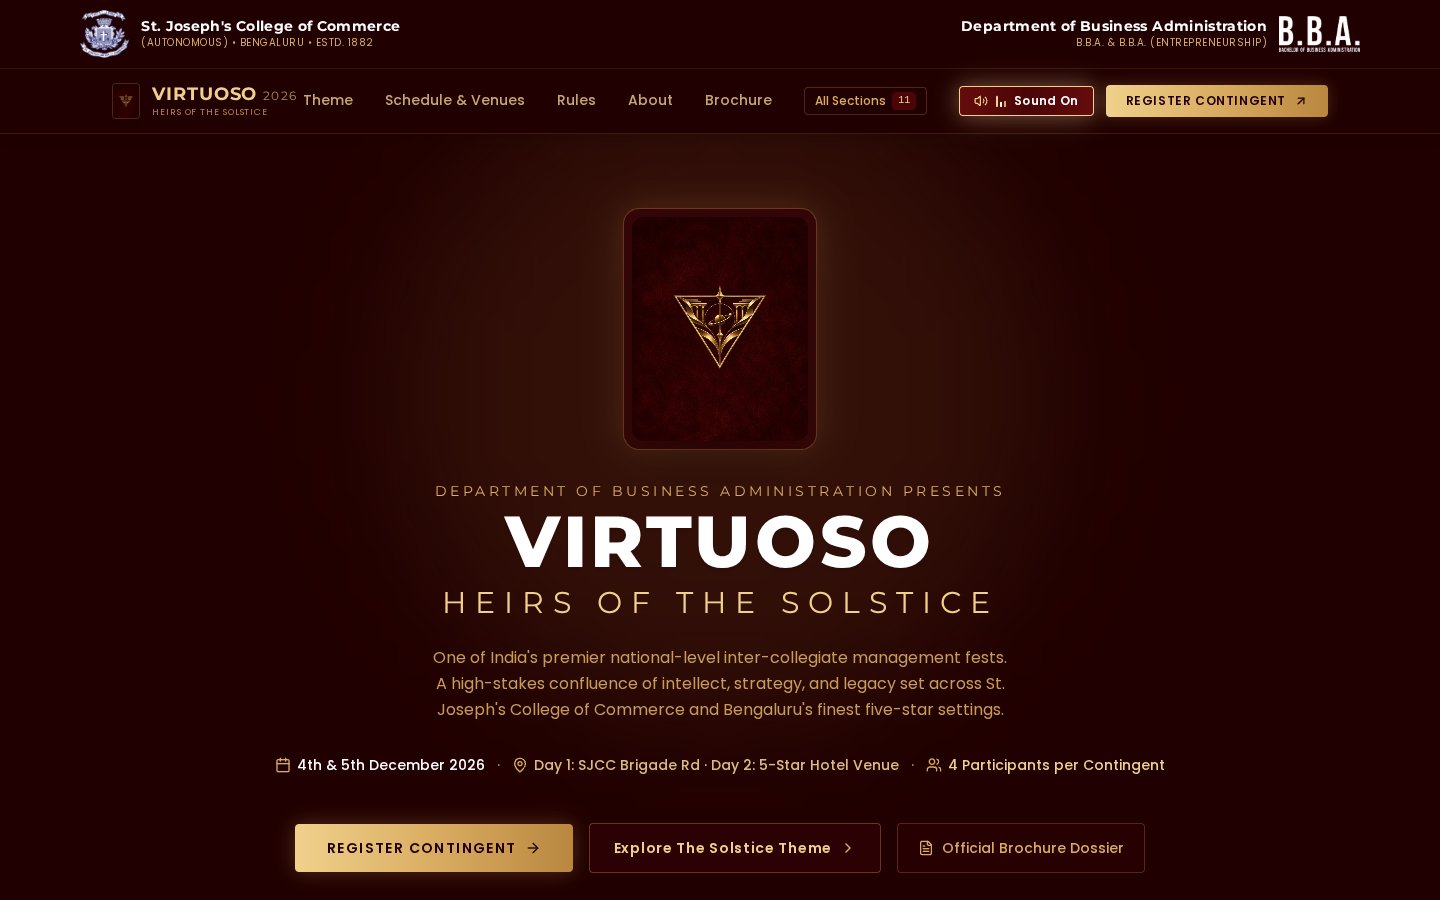 St. Joseph's College of Commerce
(AUTONOMOUS) • BENGALURU • ESTD. 1882
Department of Business Administration
B.B.A. & B.B.A. (ENTREPRENEURSHIP)
B.B.A.
BACHELOR OF BUSINESS ADMINISTRATION
VIRTUOSO 2026
HEIRS OF THE SOLSTICE
Theme
Schedule & Venues
Rules
About
Brochure
All Sections 11
Sound On
REGISTER CONTINGENT
DEPARTMENT OF BUSINESS ADMINISTRATION PRESENTS
VIRTUOSO
HEIRS OF THE SOLSTICE
One of India's premier national-level inter-collegiate management fests.
A high-stakes confluence of intellect, strategy, and legacy set across St.
Joseph's College of Commerce and Bengaluru's finest five-star settings.
4th & 5th December 2026 · Day 1: SJCC Brigade Rd · Day 2: 5-Star Hotel Venue · 4 Participants per Contingent
REGISTER CONTINGENT
Explore The Solstice Theme
Official Brochure Dossier